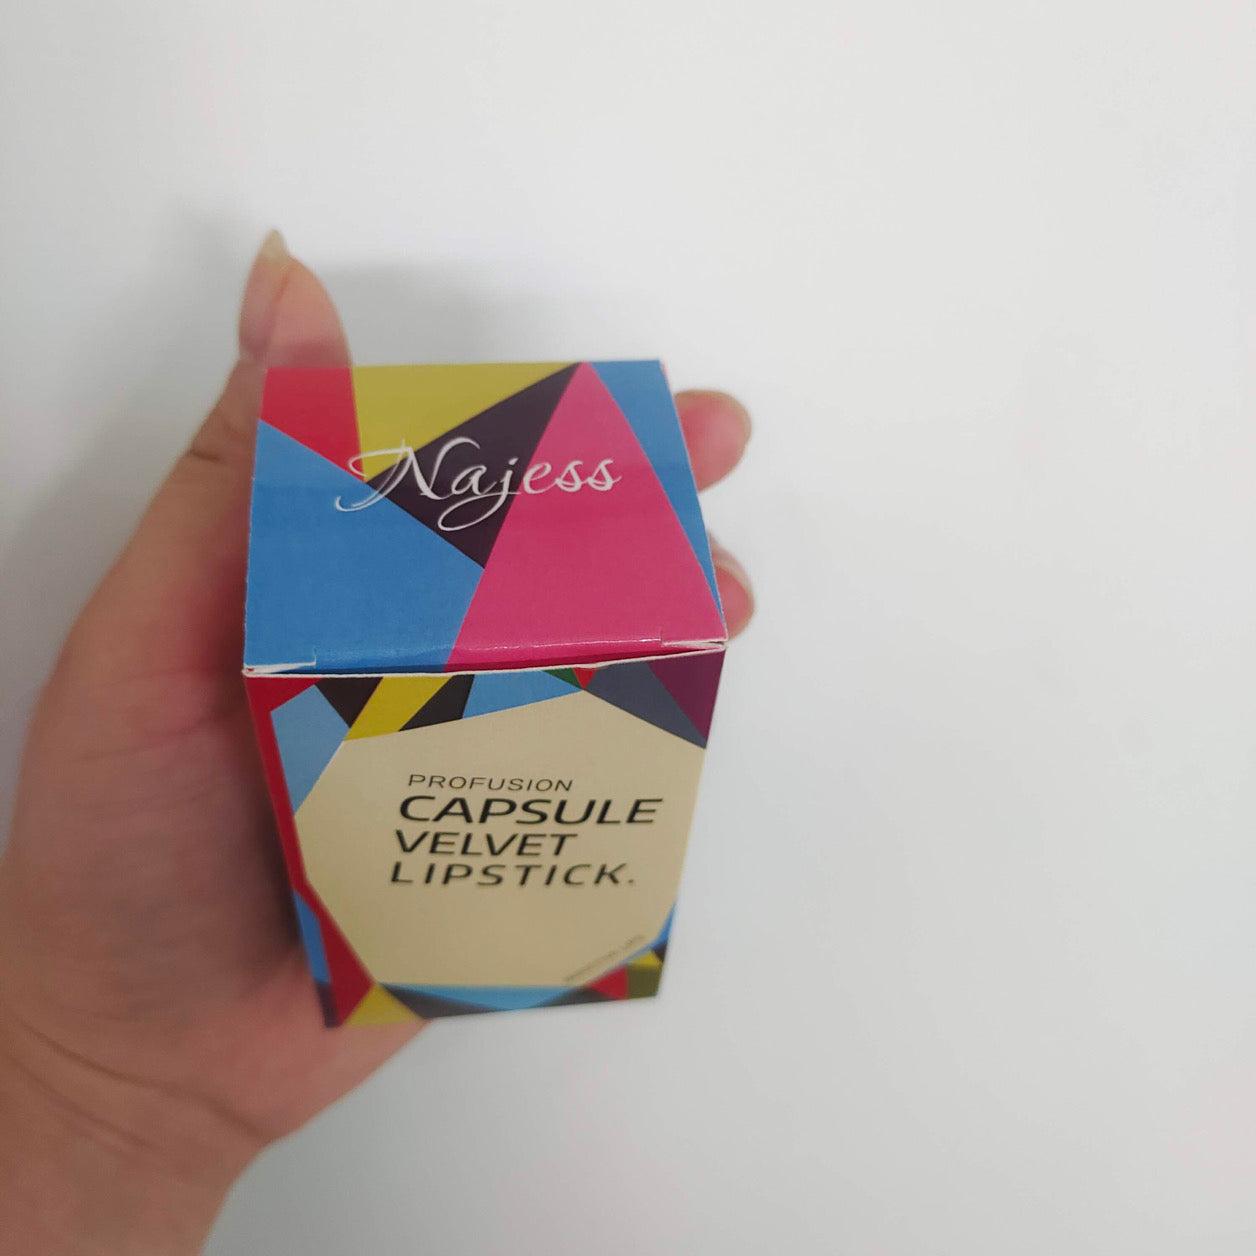 Najess
PROFUSION
CAPSULE
VELVET
LIPSTICK.